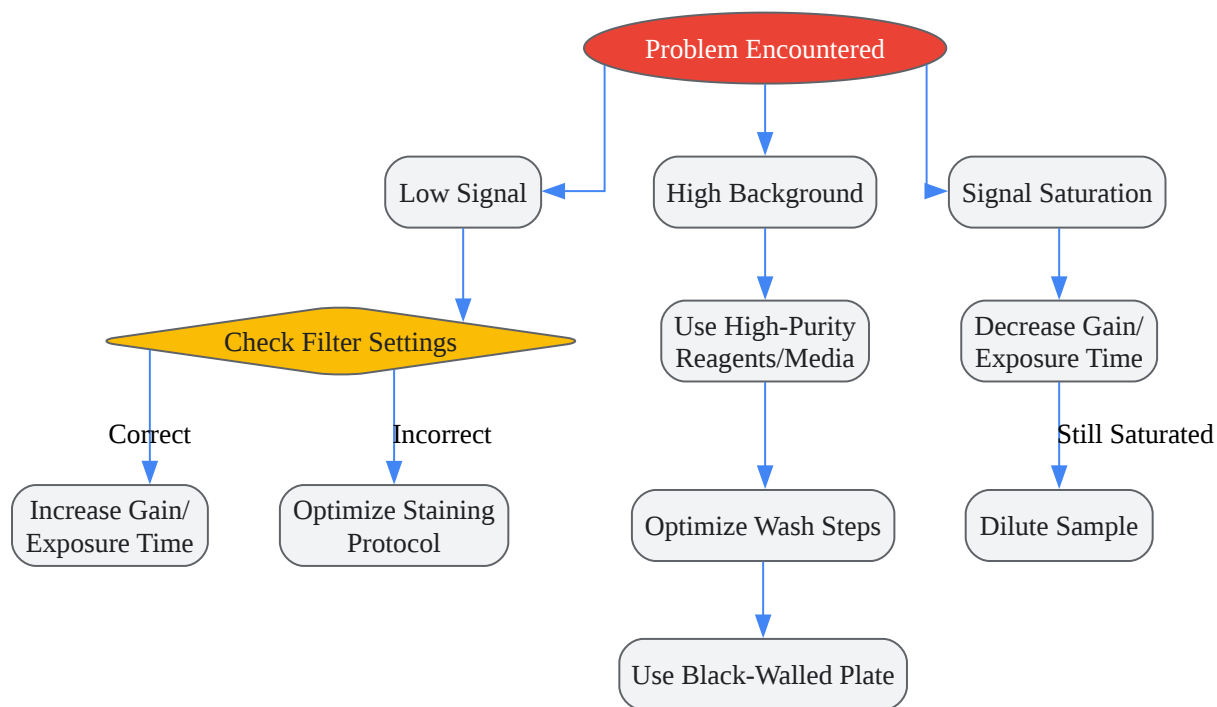 Problem Encountered
Low Signal
High Background
Signal Saturation
Check Filter Settings
Use High-Purity
Reagents/Media
Decrease Gain/
Exposure Time
Correct
Incorrect
Still Saturated
Increase Gain/
Exposure Time
Optimize Staining
Protocol
Optimize Wash Steps
Dilute Sample
Use Black-Walled Plate